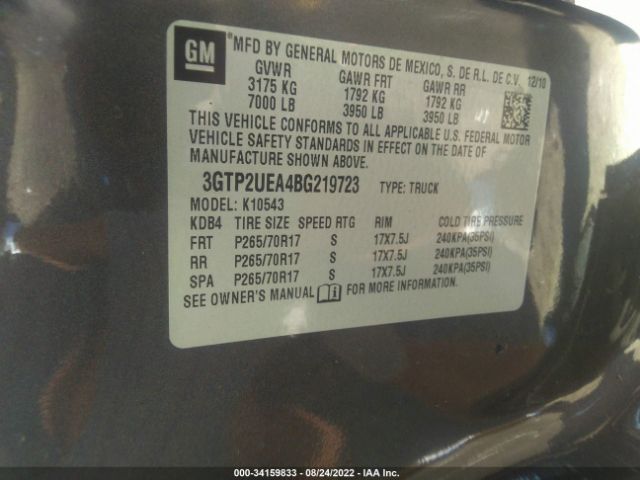 GM
MFD BY GENERAL MOTORS DE MEXICO, S. DE R.L. DE C.V. 12/10
GVWR GAWR FRT GAWR RR
3175 KG 1792 KG 1792 KG
7000 LB 3950 LB 3950 LB
THIS VEHICLE CONFORMS TO ALL APPLICABLE U.S. FEDERAL MOTOR
VEHICLE SAFETY STANDARDS IN EFFECT ON THE DATE OF
MANUFACTURE SHOWN ABOVE.
3GTP2UEA4BG219723 TYPE: TRUCK
MODEL: K10543
KDB4 TIRE SIZE SPEED RTG RIM COLD TIRE PRESSURE
FRT P265/70R17 S 17X7.5J 240KPA(35PSI)
RR P265/70R17 S 17X7.5J 240KPA(35PSI)
SPA P265/70R17 S 17X7.5J 240KPA(35PSI)
SEE OWNER'S MANUAL FOR MORE INFORMATION.
000-34159833 - 08/24/2022 - IAA Inc.